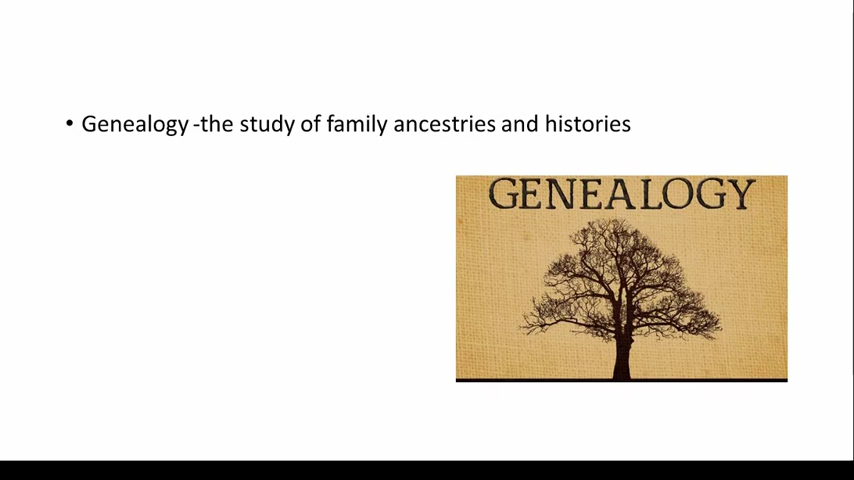 • Genealogy -the study of family ancestries and histories
GENEALOGY